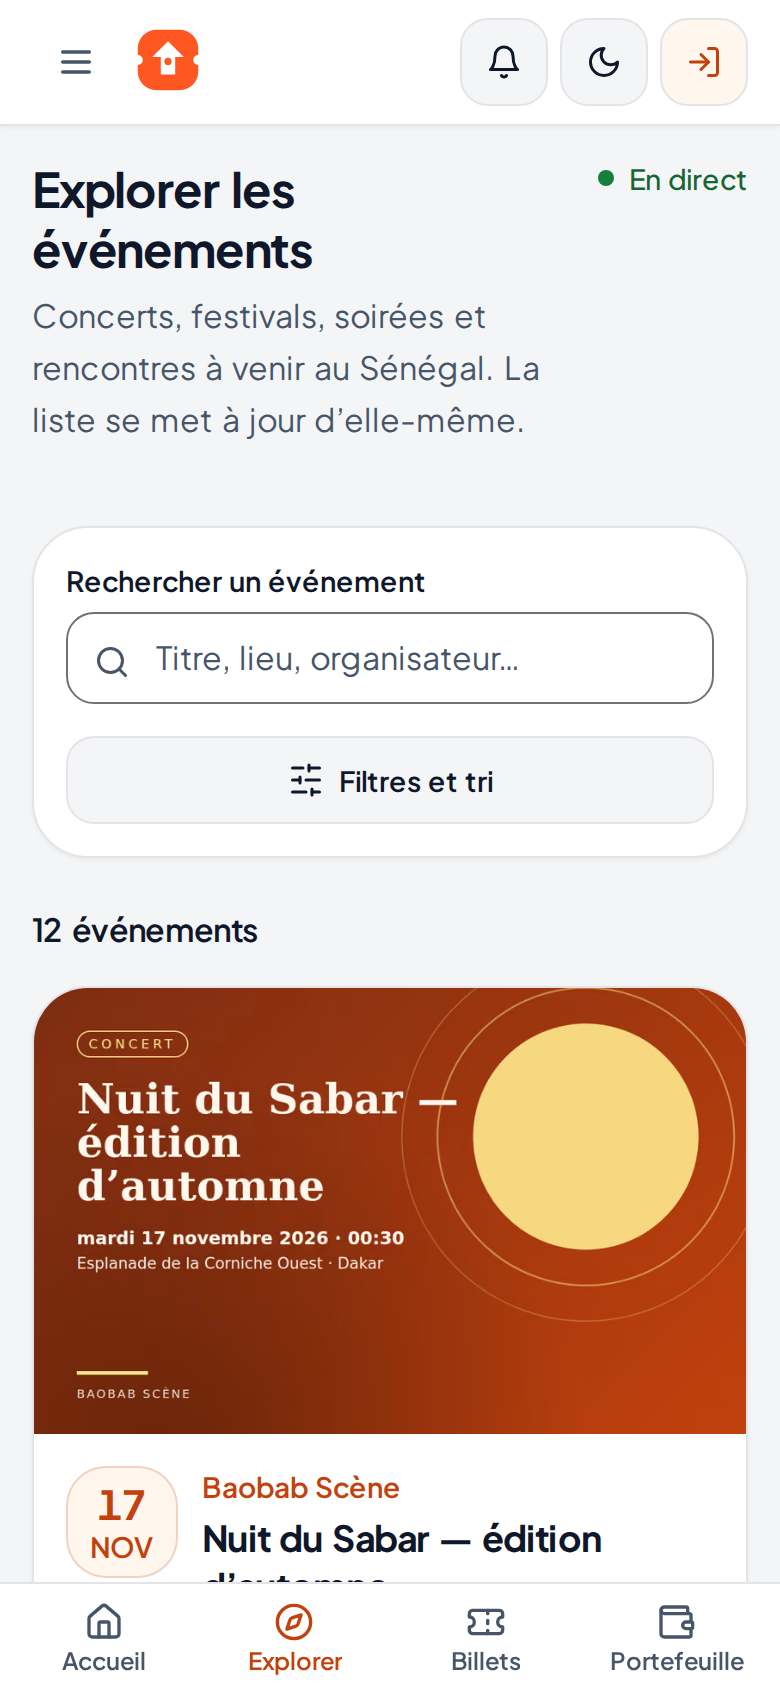 Explorer les
événements
En direct
Concerts, festivals, soirées et
rencontres à venir au Sénégal. La
liste se met à jour d’elle-même.
Rechercher un événement
Titre, lieu, organisateur…
Filtres et tri
12 événements
CONCERT
Nuit du Sabar —
édition
d’automne
mardi 17 novembre 2026 · 00:30
Esplanade de la Corniche Ouest · Dakar
BAOBAB SCÈNE
17
NOV
Baobab Scène
Nuit du Sabar — édition
d’automne
Accueil
Explorer
Billets
Portefeuille